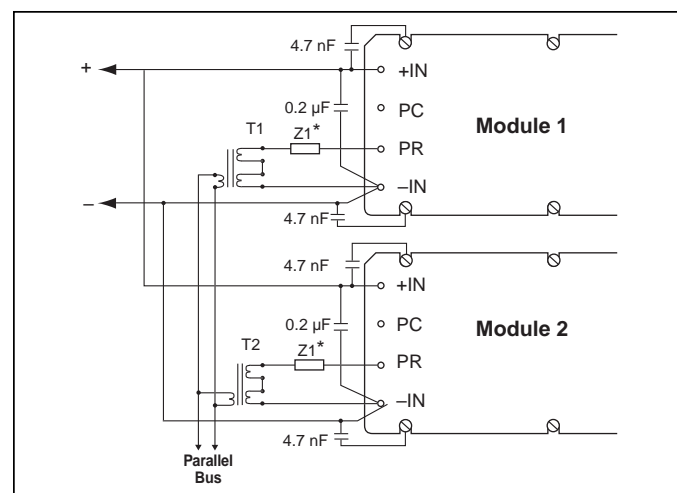 4.7 nF
+
+IN
0.2 µF
PC
Module 1
T1
Z1*
PR
–IN
–
4.7 nF
4.7 nF
+IN
0.2 µF
PC
Module 2
T2
Z1*
PR
–IN
4.7 nF
Parallel
Bus